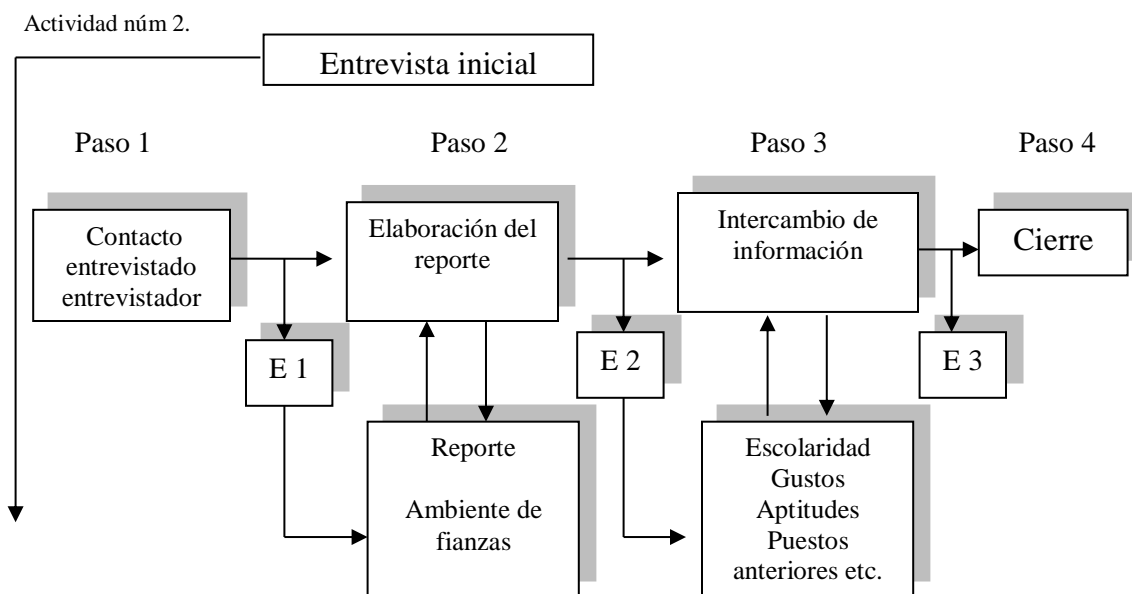 Actividad núm 2.
Entrevista inicial
Paso 1
Paso 2
Paso 3
Paso 4
Contacto
entrevistado
entrevistador
Elaboración del
reporte
Intercambio de
información
Cierre
E 1
E 2
E 3
Reporte
Ambiente de
fianzas
Escolaridad
Gustos
Aptitudes
Puestos
anteriores etc.